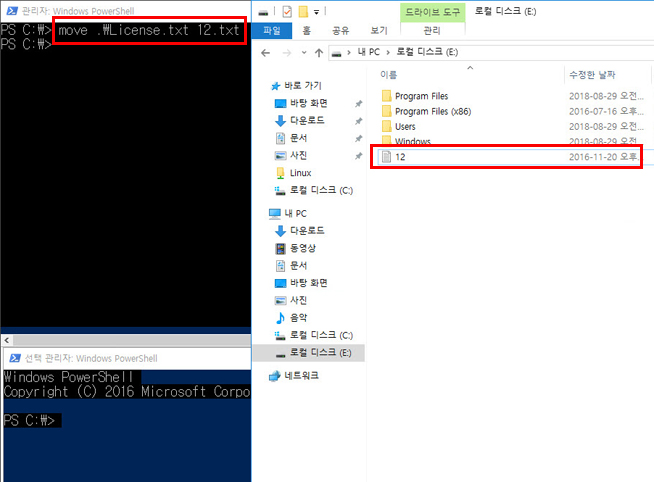 관리자: Windows PowerShell
PS C:\> move .\License.txt 12.txt
PS C:\>
선택 관리자: Windows PowerShell
Windows PowerShell
Copyright (C) 2016 Microsoft Corpo
PS C:\>
드라이브 도구
로컬 디스크 (E:)
파일
홈
공유
보기
관리
내 PC > 로컬 디스크 (E:)
이름
수정한 날짜
바로 가기
바탕 화면
다운로드
문서
사진
Linux
로컬 디스크 (C:)
내 PC
다운로드
동영상
문서
바탕 화면
사진
음악
로컬 디스크 (C:)
로컬 디스크 (E:)
네트워크
Program Files 2018-08-29 오전...
Program Files (x86) 2016-07-16 오후...
Users 2018-08-29 오전...
Windows 2018-08-29 오전...
12 2016-11-20 오후...